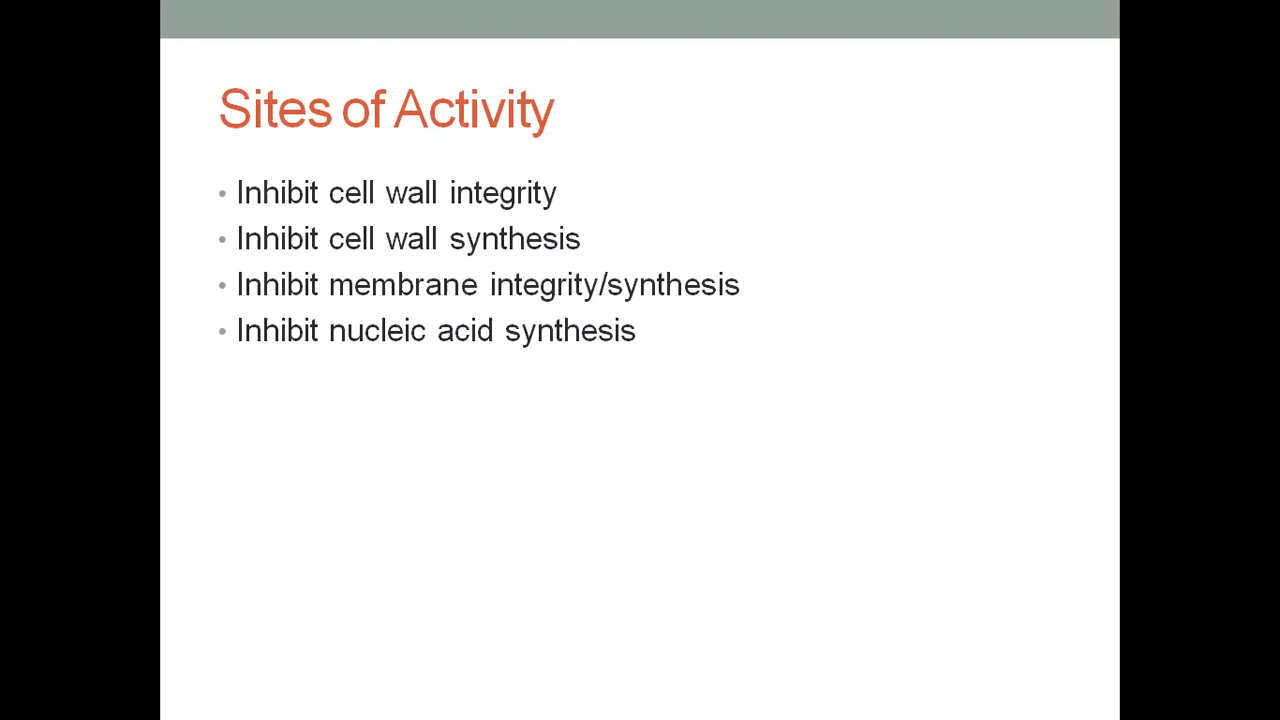 Sites of Activity
• Inhibit cell wall integrity
• Inhibit cell wall synthesis
• Inhibit membrane integrity/synthesis
• Inhibit nucleic acid synthesis